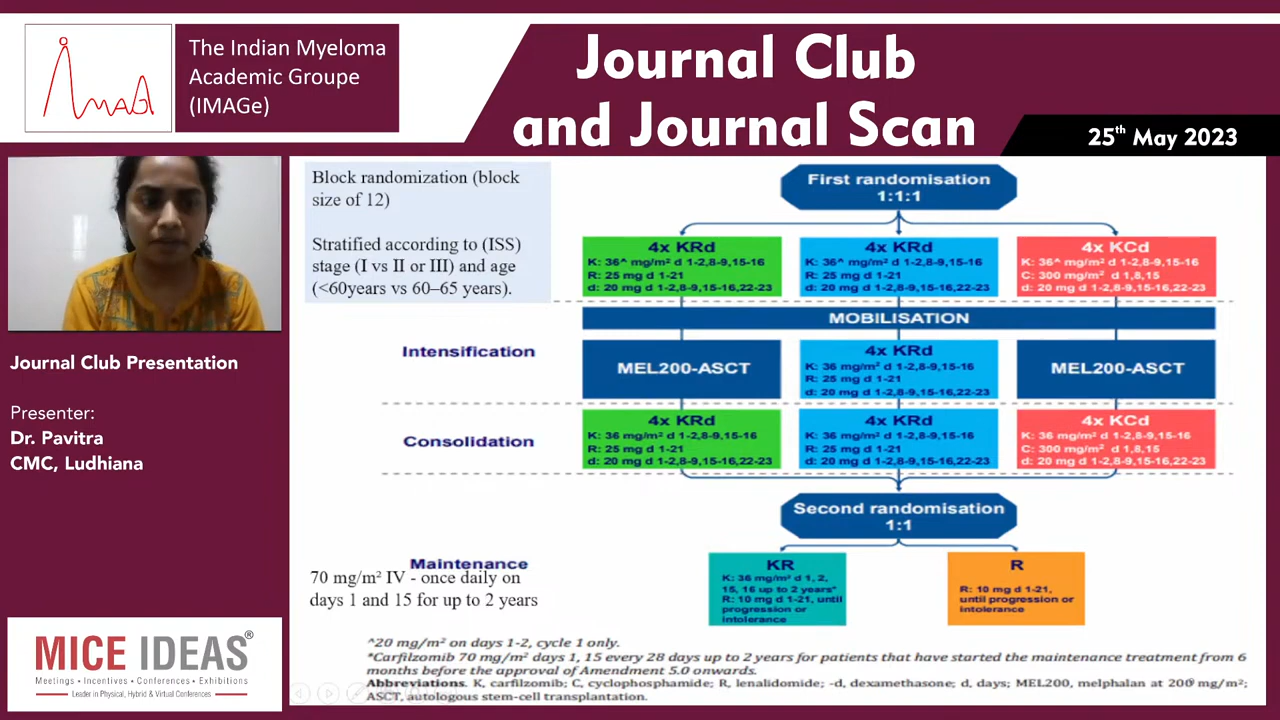 The Indian Myeloma
Academic Groupe
(IMAGe)
ImAGe
Journal Club
and Journal Scan
25th May 2023
Journal Club Presentation
Presenter:
Dr. Pavitra
CMC, Ludhiana
MICE IDEAS®
Meetings • Incentives • Conferences • Exhibitions
Leader in Physical, Hybrid & Virtual Conferences
Block randomization (block
size of 12)
Stratified according to (ISS)
stage (I vs II or III) and age
(<60years vs 60–65 years).
First randomisation
1:1:1
4x KRd
K: 36^ mg/m² d 1-2,8-9,15-16
R: 25 mg d 1-21
d: 20 mg d 1-2,8-9,15-16,22-23
4x KRd
K: 36^ mg/m² d 1-2,8-9,15-16
R: 25 mg d 1-21
d: 20 mg d 1-2,8-9,15-16,22-23
4x KCd
K: 36^ mg/m² d 1-2,8-9,15-16
C: 300 mg/m² d 1,8,15
d: 20 mg d 1-2,8-9,15-16,22-23
MOBILISATION
Intensification
MEL200-ASCT
4x KRd
K: 36 mg/m² d 1-2,8-9,15-16
R: 25 mg d 1-21
d: 20 mg d 1-2,8-9,15-16,22-23
MEL200-ASCT
Consolidation
4x KRd
K: 36 mg/m² d 1-2,8-9,15-16
R: 25 mg d 1-21
d: 20 mg d 1-2,8-9,15-16,22-23
4x KRd
K: 36 mg/m² d 1-2,8-9,15-16
R: 25 mg d 1-21
d: 20 mg d 1-2,8-9,15-16,22-23
4x KCd
K: 36 mg/m² d 1-2,8-9,15-16
C: 300 mg/m² d 1,8,15
d: 20 mg d 1-2,8-9,15-16,22-23
Second randomisation
1:1
Maintenance
70 mg/m² IV - once daily on
days 1 and 15 for up to 2 years
KR
K: 36 mg/m² d 1, 2,
15, 16 up to 2 years*
R: 10 mg d 1-21, until
progression or
intolerance
R
R: 10 mg d 1-21,
until progression or
intolerance
^20 mg/m² on days 1-2, cycle 1 only.
*Carfilzomib 70 mg/m² days 1, 15 every 28 days up to 2 years for patients that have started the maintenance treatment from 6
months before the approval of Amendment 5.0 onwards.
Abbreviations. K, carfilzomib; C, cyclophosphamide; R, lenalidomide; -d, dexamethasone; d, days; MEL200, melphalan at 200 mg/m²;
ASCT, autologous stem-cell transplantation.